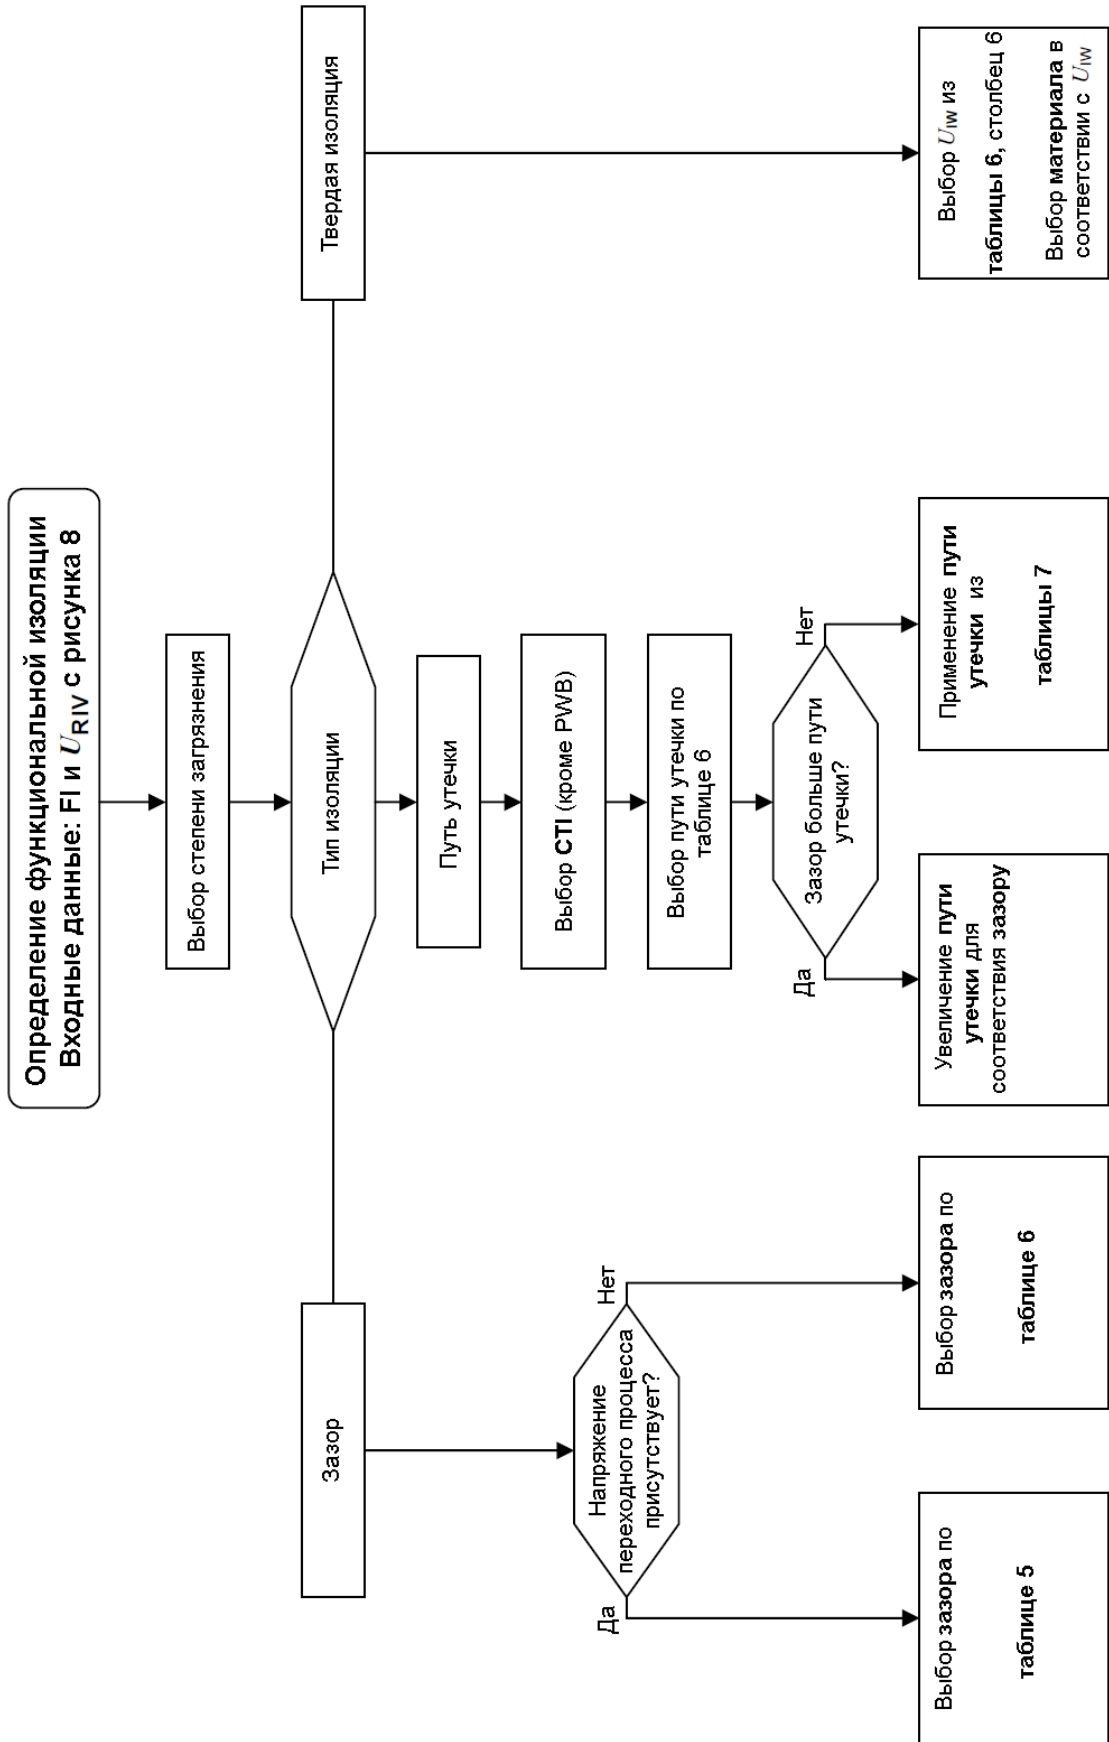 Определение функциональной изоляции
Входные данные: FI и U_RIV с рисунка 8
Выбор степени загрязнения
Тип изоляции
Зазор
Напряжение
переходного процесса
присутствует?
Да
Нет
Выбор зазора по
таблице 5
Выбор зазора по
таблице 6
Путь утечки
Выбор CTI (кроме PWB)
Выбор пути утечки по
таблице 6
Зазор больше пути
утечки?
Да
Нет
Увеличение пути
утечки для
соответствия зазору
Применение пути
утечки из
таблицы 7
Твердая изоляция
Выбор U_IW из
таблицы 6, столбец 6
Выбор материала в
соответствии с U_IW